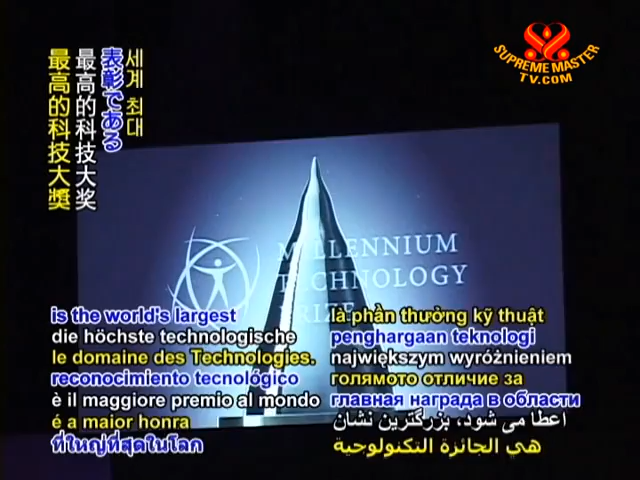 SUPREME MASTER
TV.COM
세계 최대
表彰である
最高的科技大奖
最高的科技大獎
MILLENNIUM
TECHNOLOGY
PRIZE
is the world's largest
die höchste technologische
le domaine des Technologies.
reconocimiento tecnológico
è il maggiore premio al mondo
é a maior honra
ที่ใหญ่ที่สุดในโลก
là phần thưởng kỹ thuật
penghargaan teknologi
największym wyróżnieniem
голямото отличие за
главная награда в области
اعطا می شود، بزرگترین نشان
هي الجائزة التكنولوجية